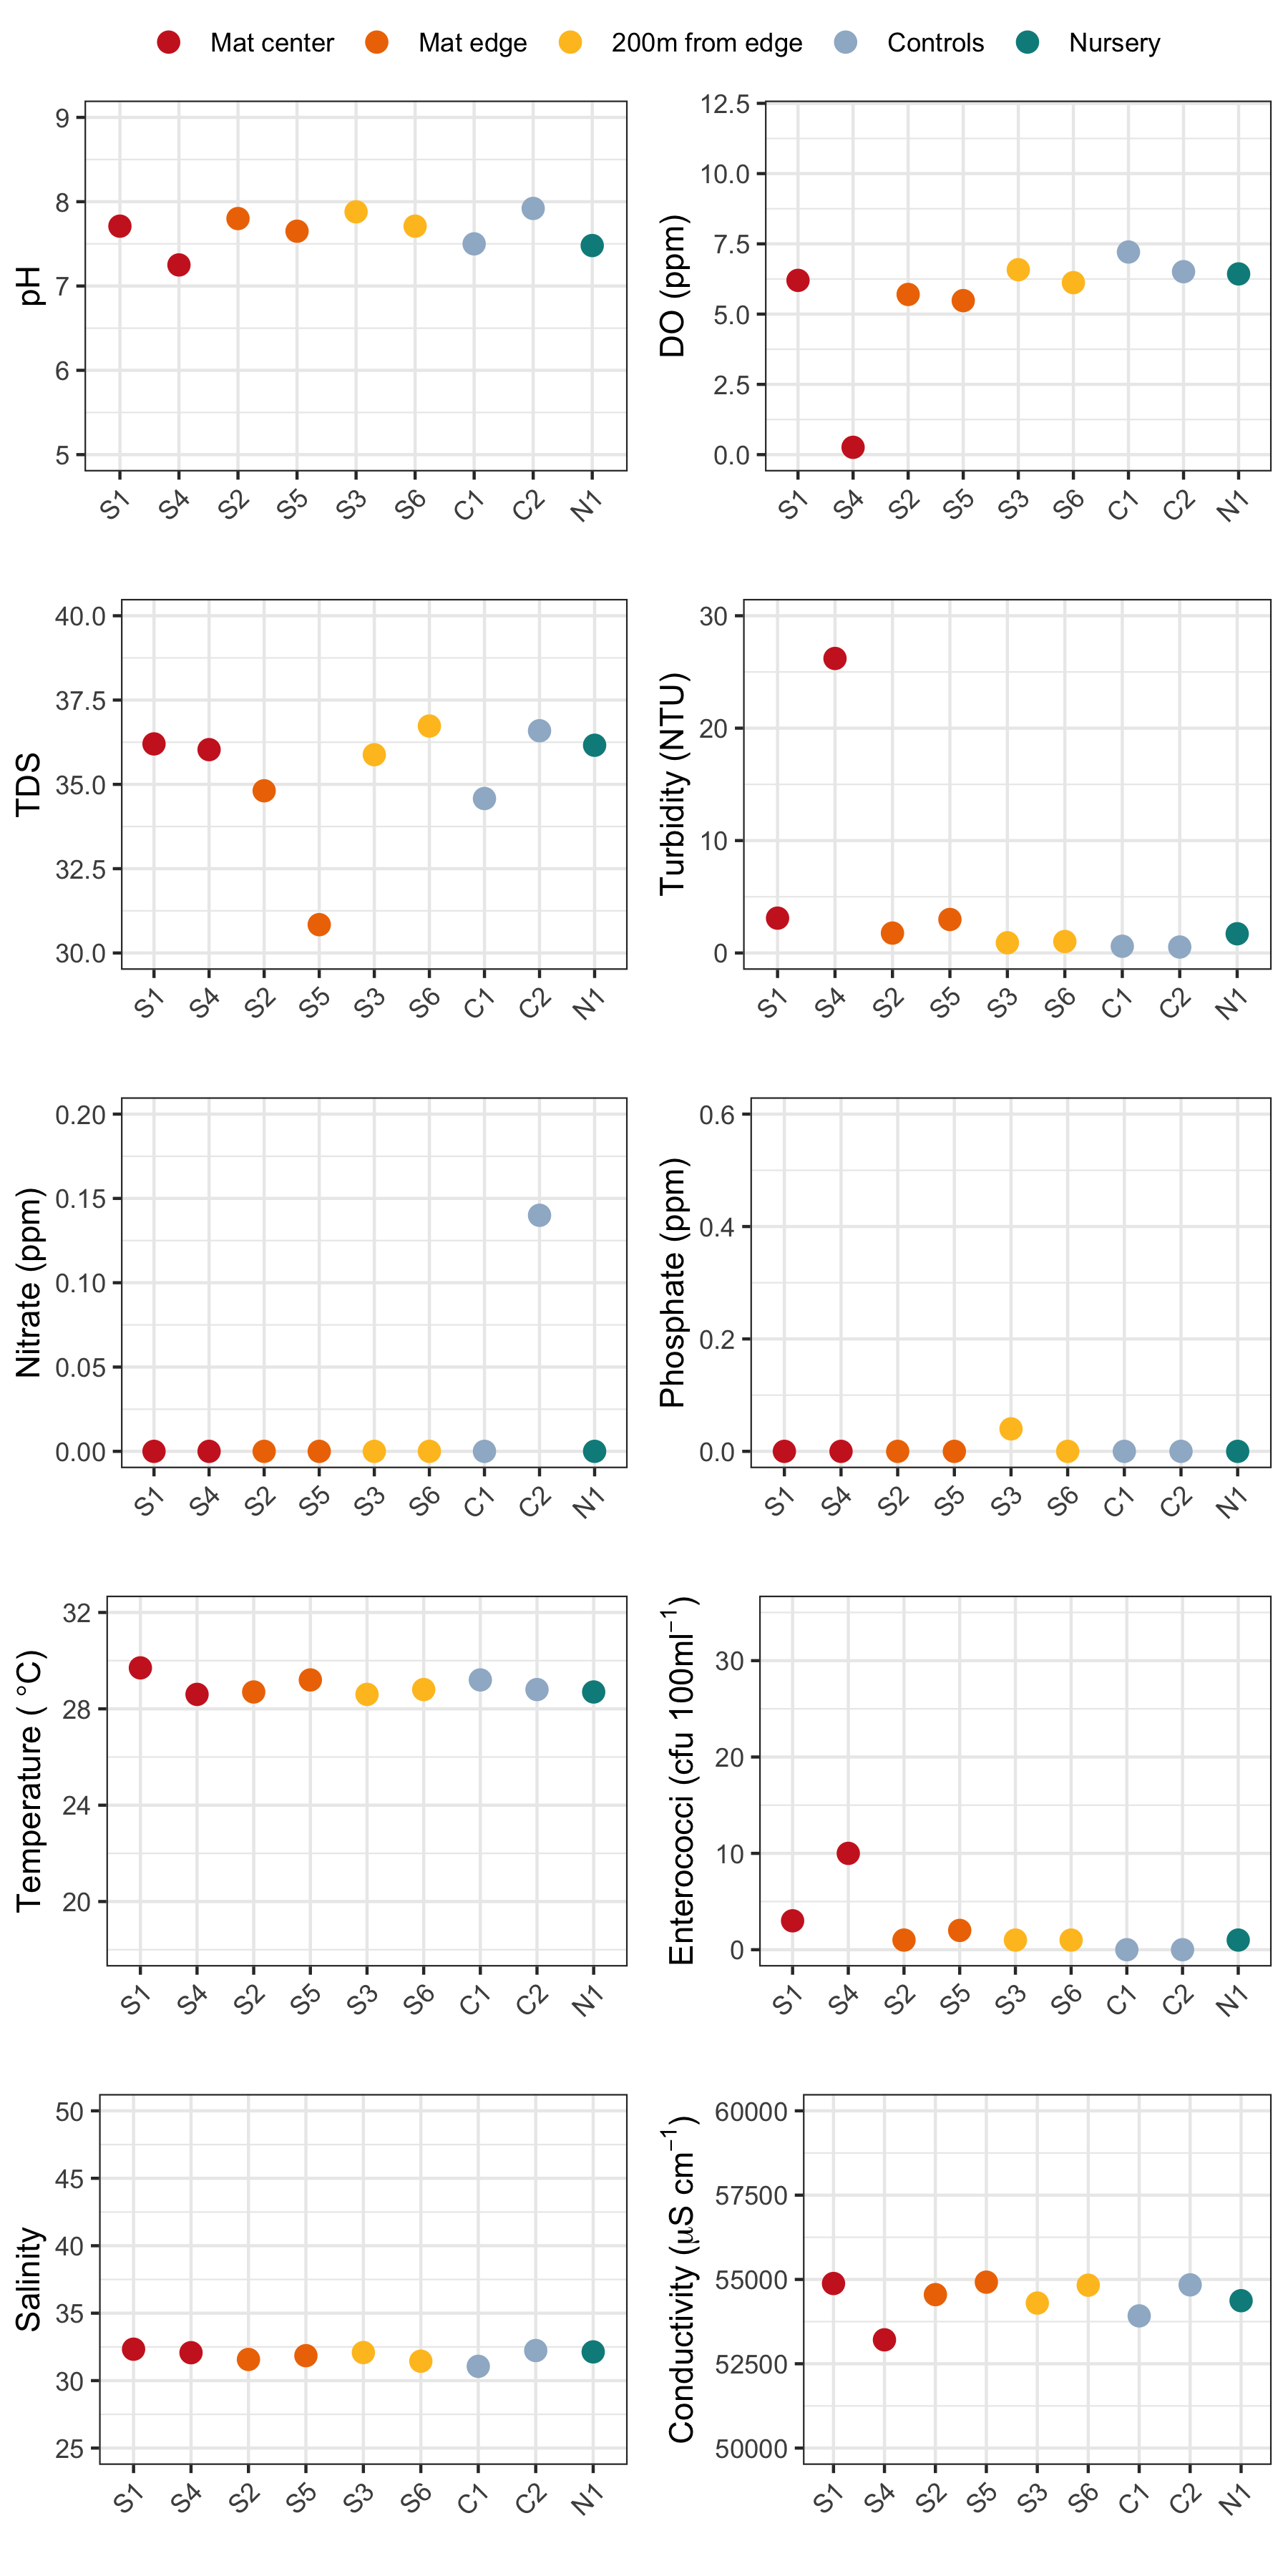 Mat center Mat edge 200m from edge Controls Nursery
pH
9
8
7
6
5
S1 S4 S2 S5 S3 S6 C1 C2 N1
DO (ppm)
12.5
10.0
7.5
5.0
2.5
0.0
S1 S4 S2 S5 S3 S6 C1 C2 N1
TDS
40.0
37.5
35.0
32.5
30.0
S1 S4 S2 S5 S3 S6 C1 C2 N1
Turbidity (NTU)
30
20
10
0
S1 S4 S2 S5 S3 S6 C1 C2 N1
Nitrate (ppm)
0.20
0.15
0.10
0.05
0.00
S1 S4 S2 S5 S3 S6 C1 C2 N1
Phosphate (ppm)
0.6
0.4
0.2
0.0
S1 S4 S2 S5 S3 S6 C1 C2 N1
Temperature ( °C)
32
28
24
20
S1 S4 S2 S5 S3 S6 C1 C2 N1
Enterococci (cfu 100ml⁻¹)
30
20
10
0
S1 S4 S2 S5 S3 S6 C1 C2 N1
Salinity
50
45
40
35
30
25
S1 S4 S2 S5 S3 S6 C1 C2 N1
Conductivity (μS cm⁻¹)
60000
57500
55000
52500
50000
S1 S4 S2 S5 S3 S6 C1 C2 N1